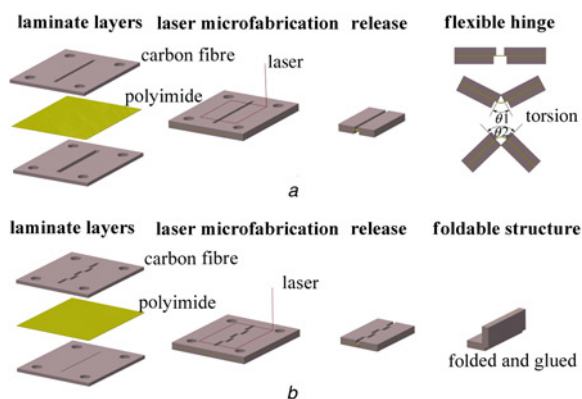 laminate layers laser microfabrication release flexible hinge
carbon fibre
laser
polyimide
θ1
torsion
θ2
a
laminate layers laser microfabrication release foldable structure
carbon fibre
laser
polyimide
folded and glued
b